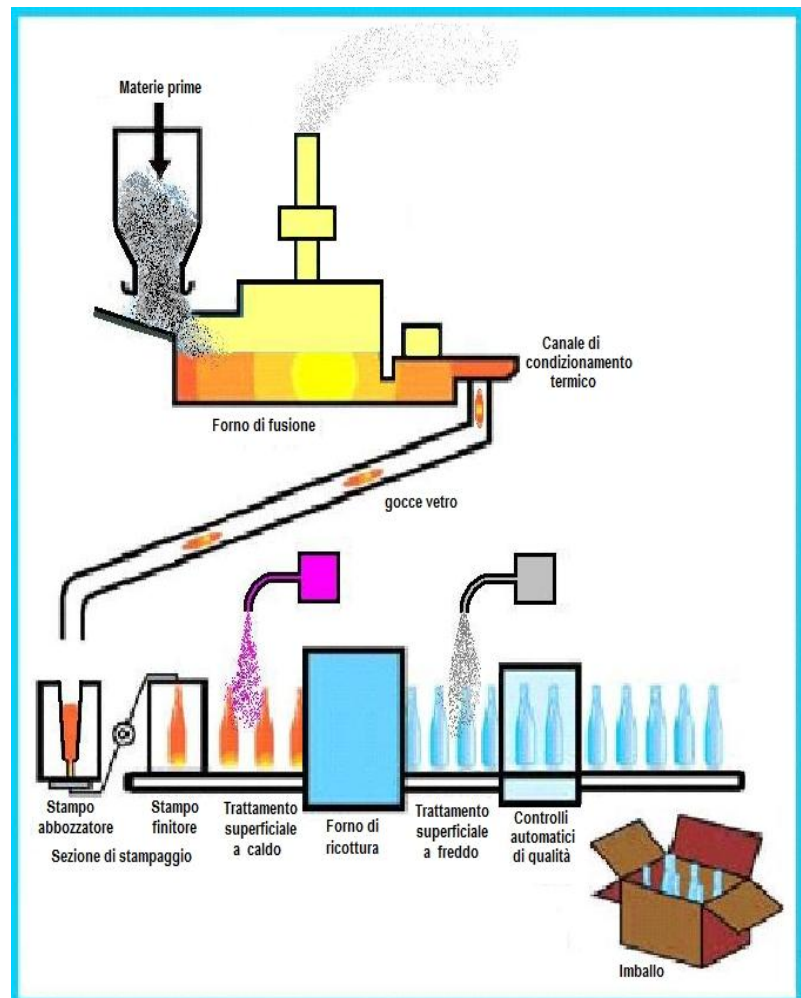 Materie prime
Canale di
condizionamento
termico
Forno di fusione
gocce vetro
Stampo
abbozzatore
Stampo
finitore
Sezione di stampaggio
Trattamento
superficiale
a caldo
Forno di
ricottura
Trattamento
superficiale
a freddo
Controlli
automatici
di qualità
Imballo